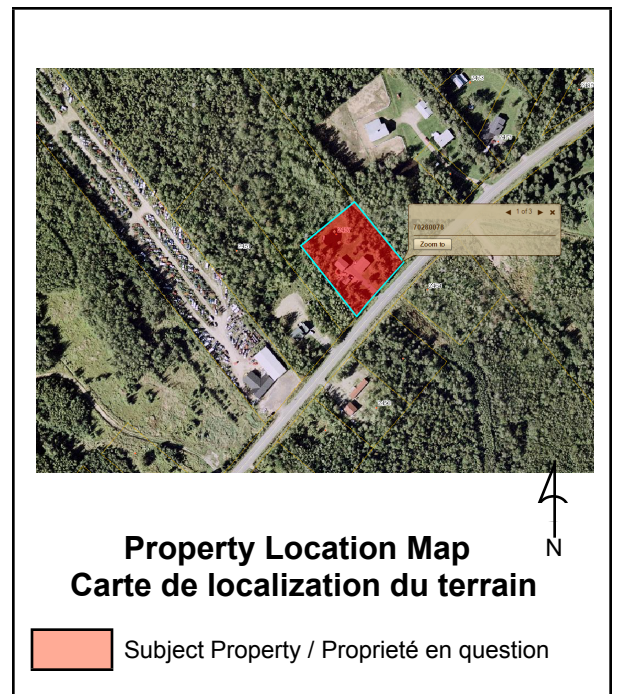 1 of 3
70280078
Zoom to
N
Property Location Map
Carte de localization du terrain
Subject Property / Proprieté en question